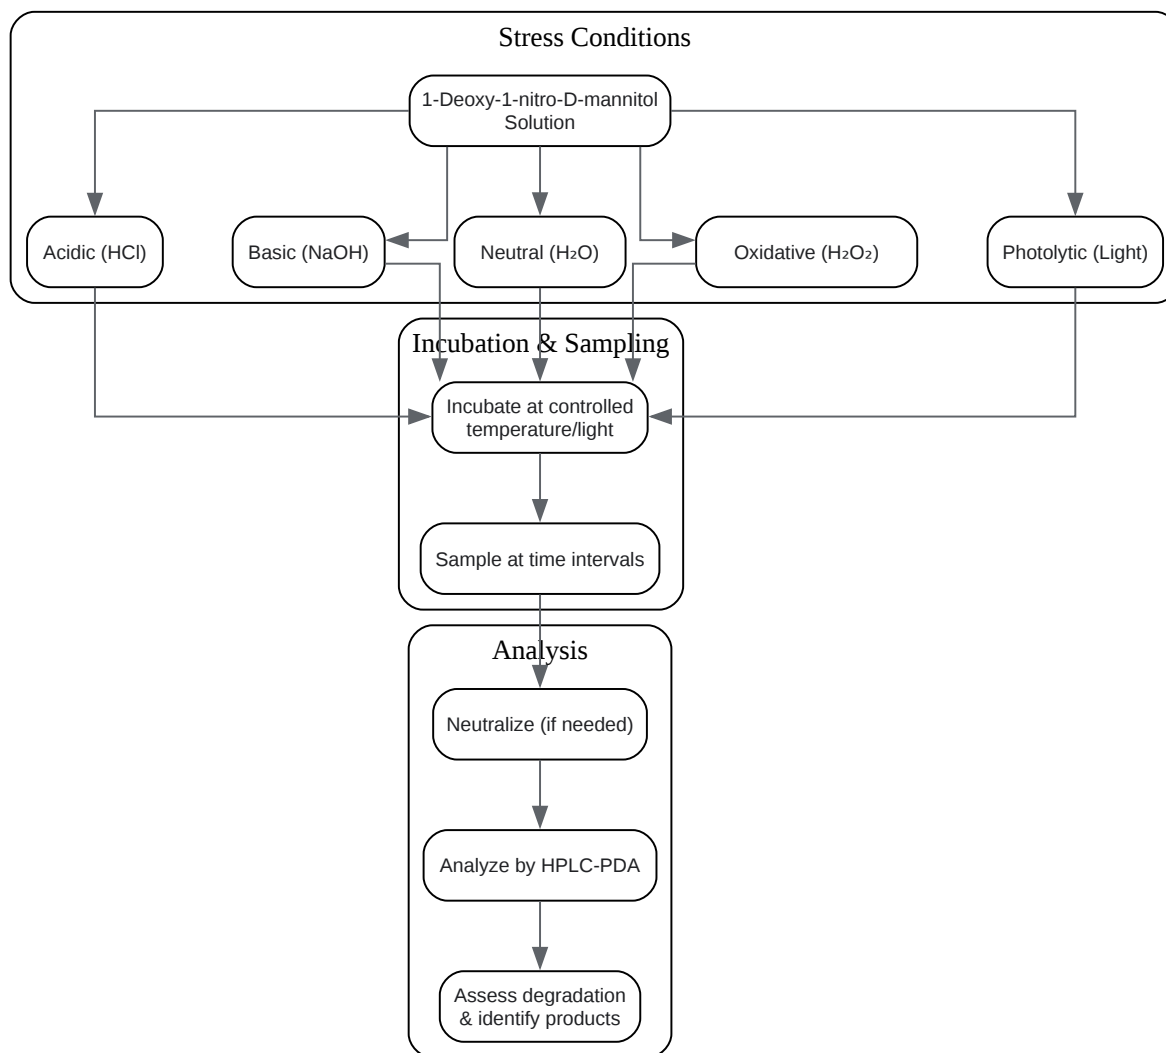 Stress Conditions
1-Deoxy-1-nitro-D-mannitol
Solution
Acidic (HCl)
Basic (NaOH)
Neutral (H₂O)
Oxidative (H₂O₂)
Photolytic (Light)
Incubation & Sampling
Incubate at controlled
temperature/light
Sample at time intervals
Analysis
Neutralize (if needed)
Analyze by HPLC-PDA
Assess degradation
& identify products